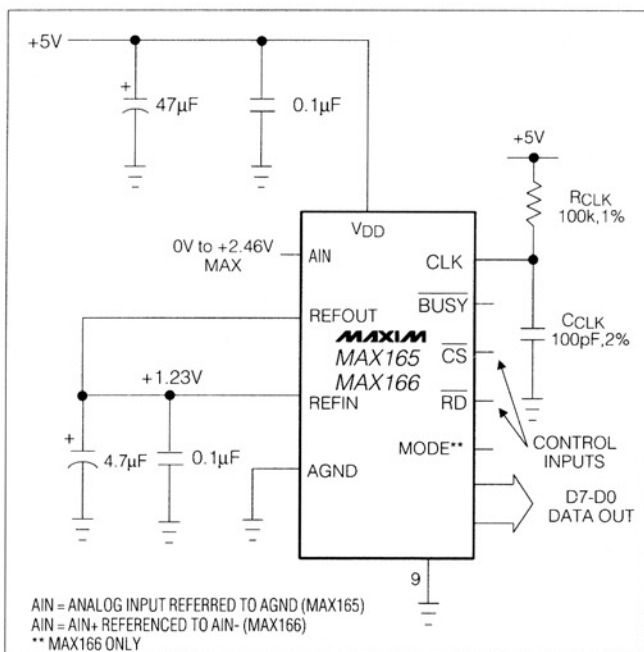 +5V
+
47µF
0.1µF
+5V
RCLK
100k,1%
VDD
0V to +2.46V
MAX
AIN
CLK
REFOUT
BUSY
CCLK
100pF,2%
MAXIM
MAX165
MAX166
CS
+1.23V
REFIN
RD
+
4.7µF
0.1µF
MODE**
CONTROL
INPUTS
AGND
D7-D0
DATA OUT
9
AIN = ANALOG INPUT REFERRED TO AGND (MAX165)
AIN = AIN+ REFERENCED TO AIN- (MAX166)
** MAX166 ONLY